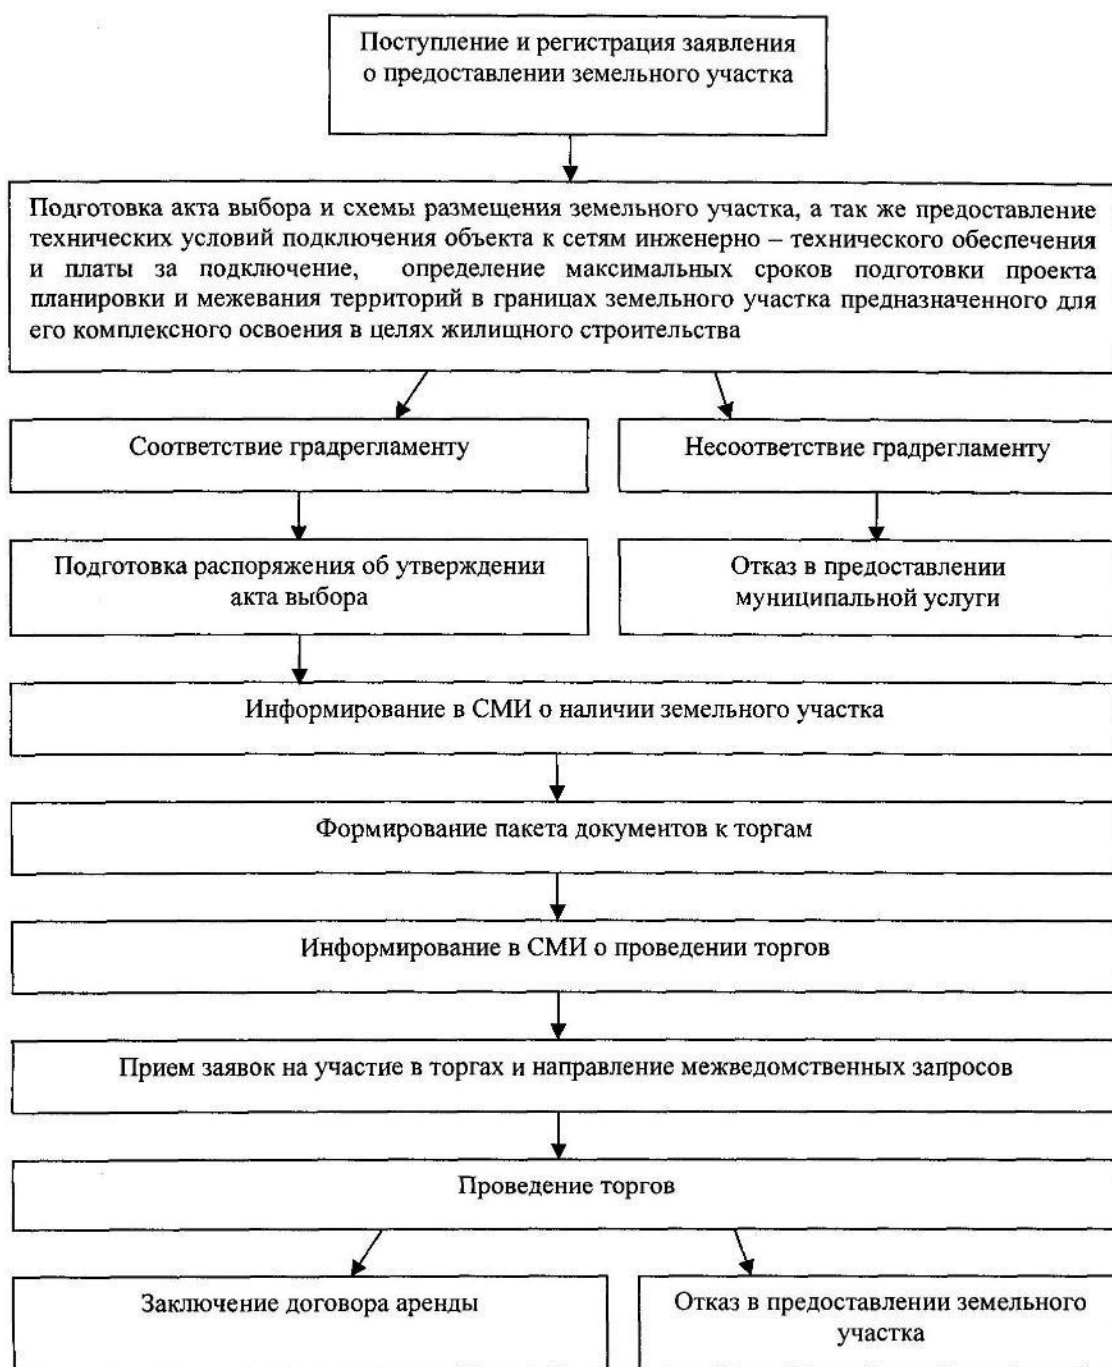 Поступление и регистрация заявления
о предоставлении земельного участка
Подготовка акта выбора и схемы размещения земельного участка, а так же предоставление
технических условий подключения объекта к сетям инженерно – технического обеспечения
и платы за подключение, определение максимальных сроков подготовки проекта
планировки и межевания территорий в границах земельного участка предназначенного для
его комплексного освоения в целях жилищного строительства
Соответствие градрегламенту
Несоответствие градрегламенту
Подготовка распоряжения об утверждении
акта выбора
Отказ в предоставлении
муниципальной услуги
Информирование в СМИ о наличии земельного участка
Формирование пакета документов к торгам
Информирование в СМИ о проведении торгов
Прием заявок на участие в торгах и направление межведомственных запросов
Проведение торгов
Заключение договора аренды
Отказ в предоставлении земельного
участка